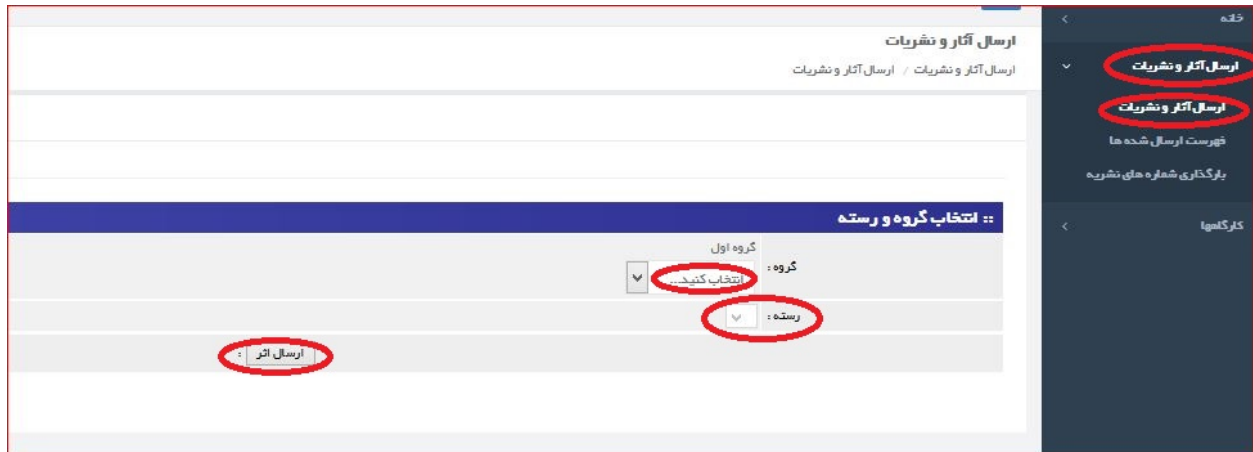 خانه
ارسال آثار و نشریات
ارسال آثار و نشریات
فهرست ارسال شده ها
بارگذاری شماره های نشریه
کارگاهها
ارسال آثار و نشریات
ارسال آثار و نشریات / ارسال آثار و نشریات
:: انتخاب گروه و رسته
گروه اول
گروه :
انتخاب کنید...
رسته :
ارسال اثر :